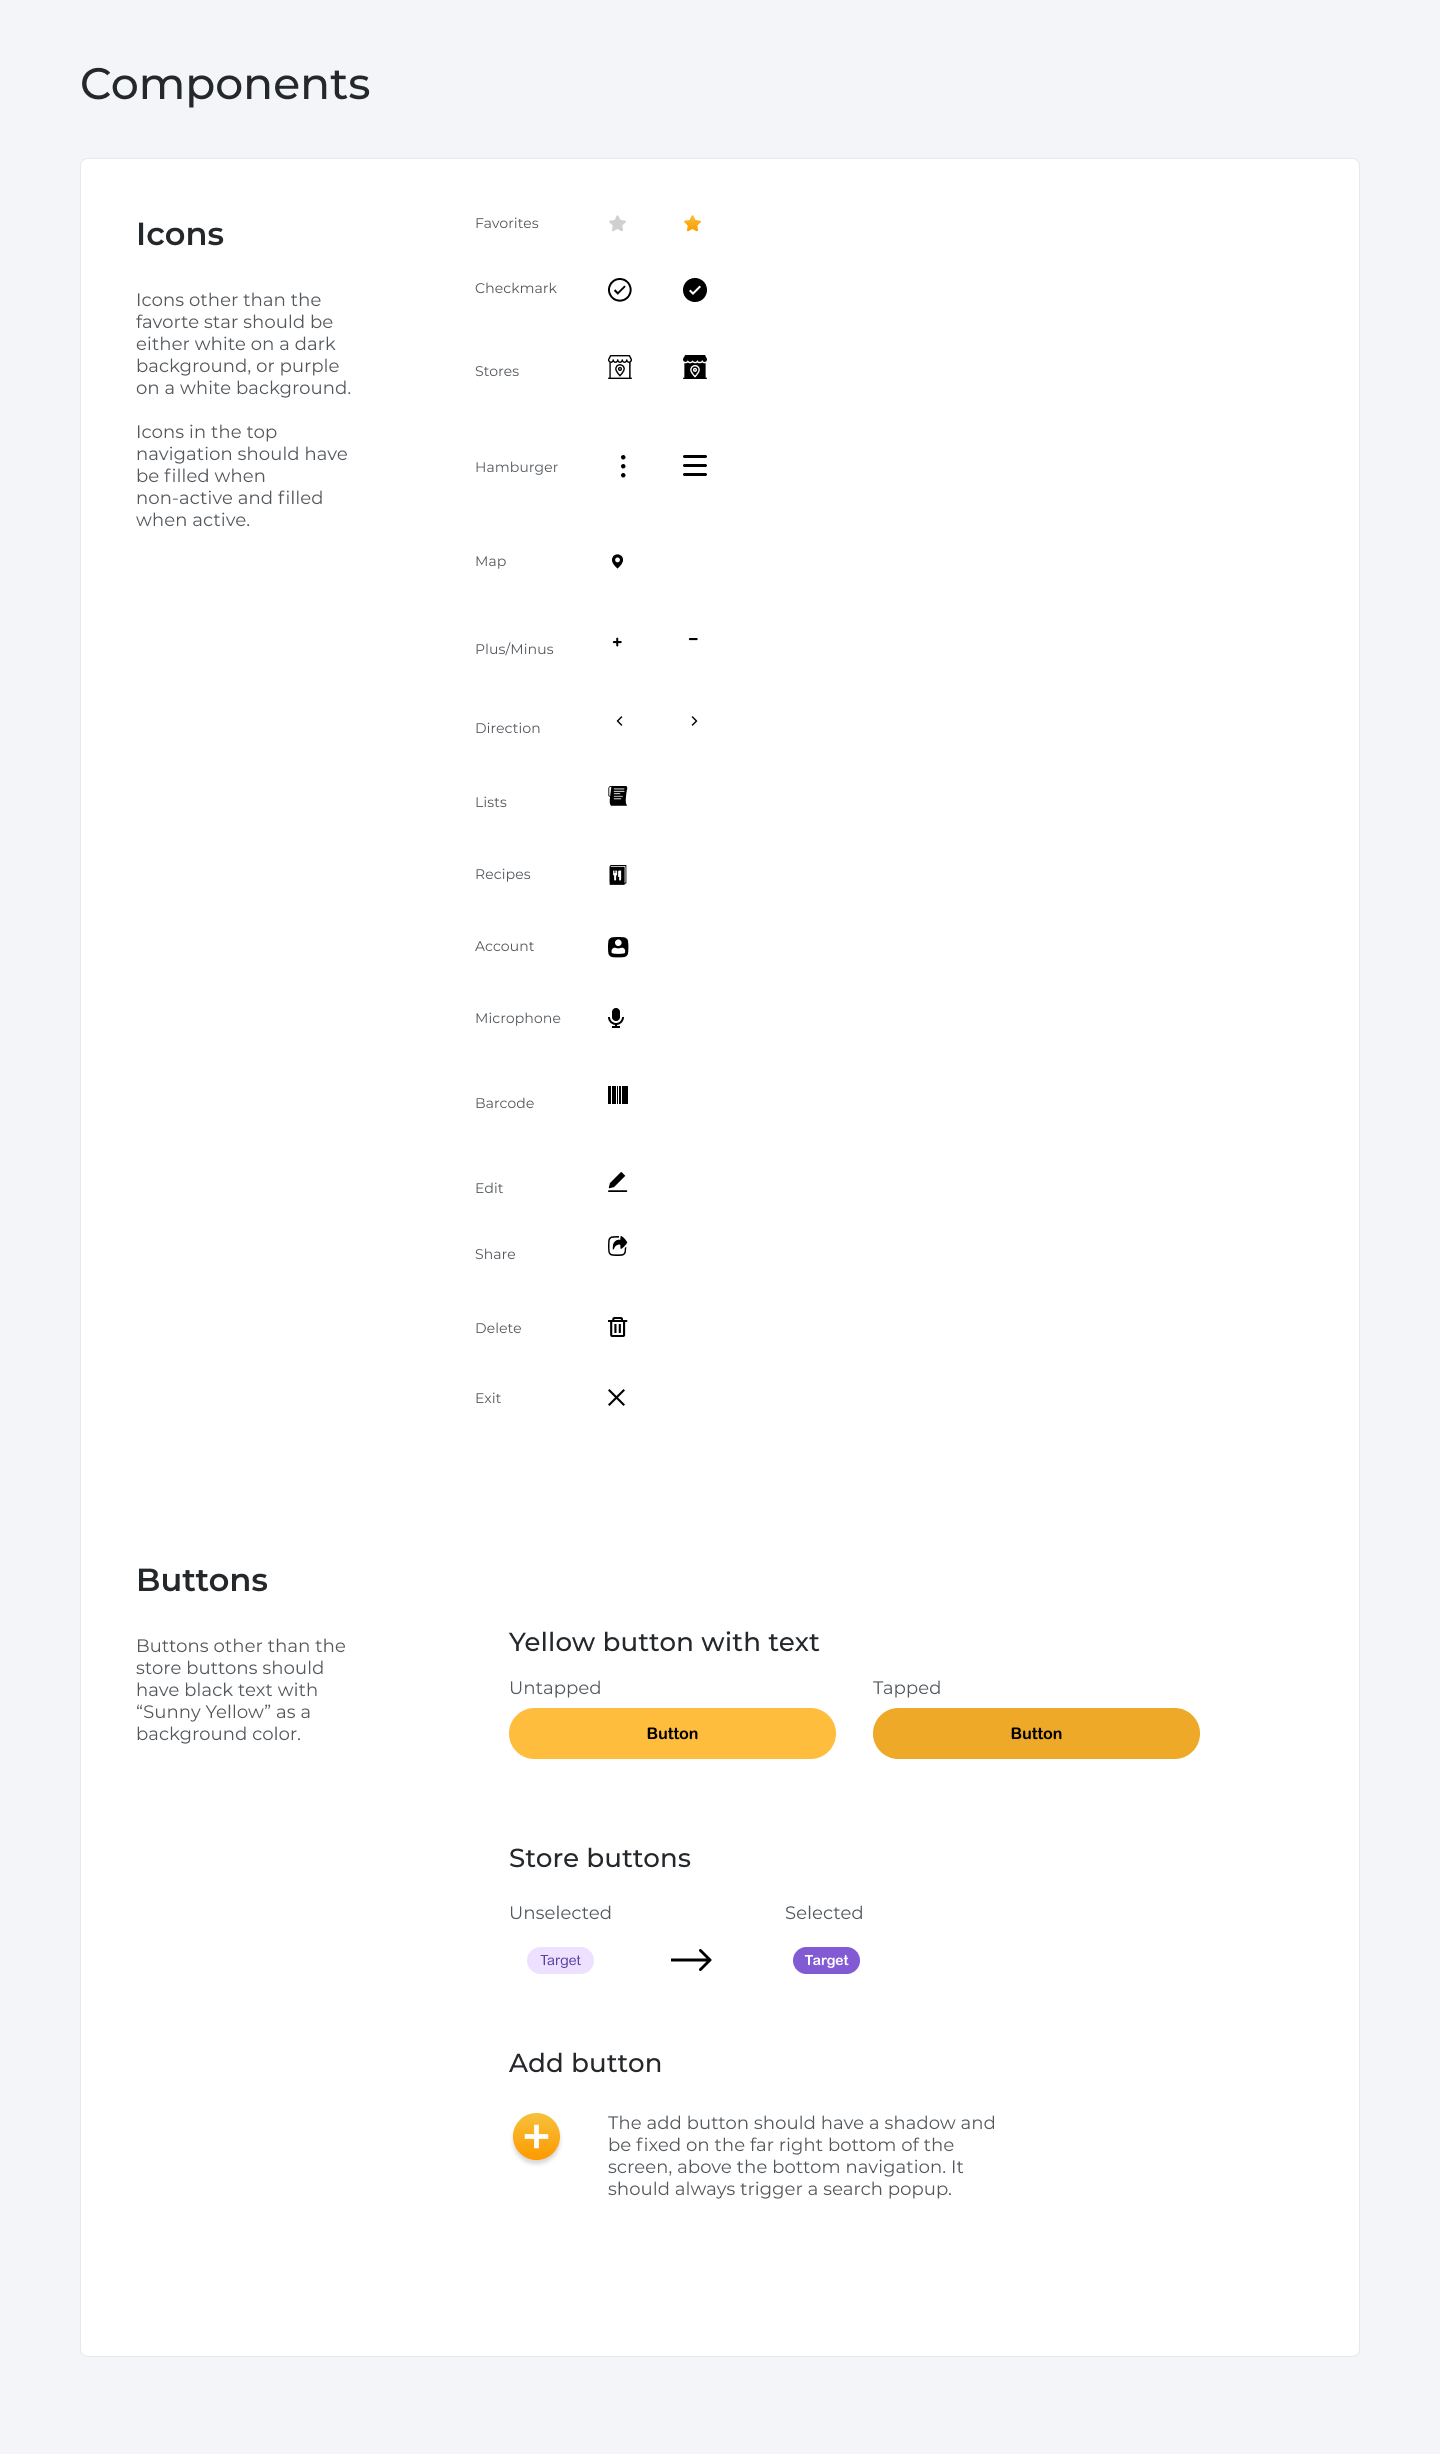 Components
Icons
Icons other than the
favorte star should be
either white on a dark
background, or purple
on a white background.
Icons in the top
navigation should have
be filled when
non-active and filled
when active.
Favorites
Checkmark
Stores
Hamburger
Map
Plus/Minus
Direction
Lists
Recipes
Account
Microphone
Barcode
Edit
Share
Delete
Exit
Buttons
Buttons other than the
store buttons should
have black text with
“Sunny Yellow” as a
background color.
Yellow button with text
Untapped
Tapped
Button
Button
Store buttons
Unselected
Selected
Target
Target
Add button
The add button should have a shadow and
be fixed on the far right bottom of the
screen, above the bottom navigation. It
should always trigger a search popup.